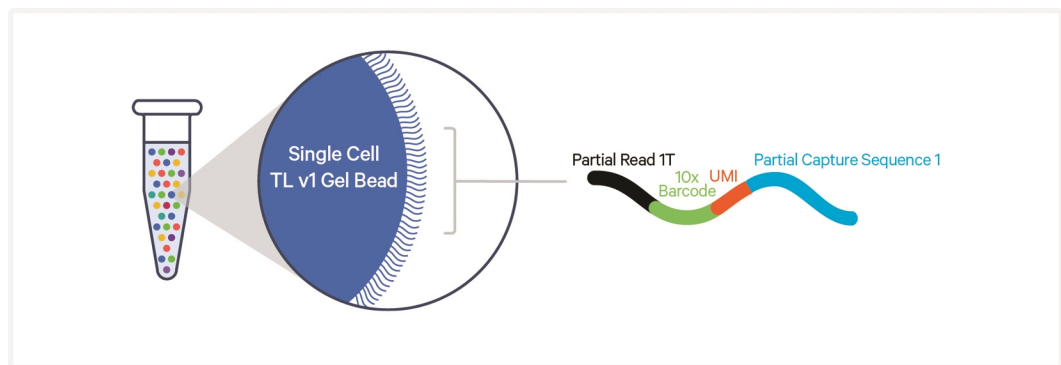 Single Cell
TL v1 Gel Bead
Partial Read 1T
10x
Barcode
UMI
Partial Capture Sequence 1